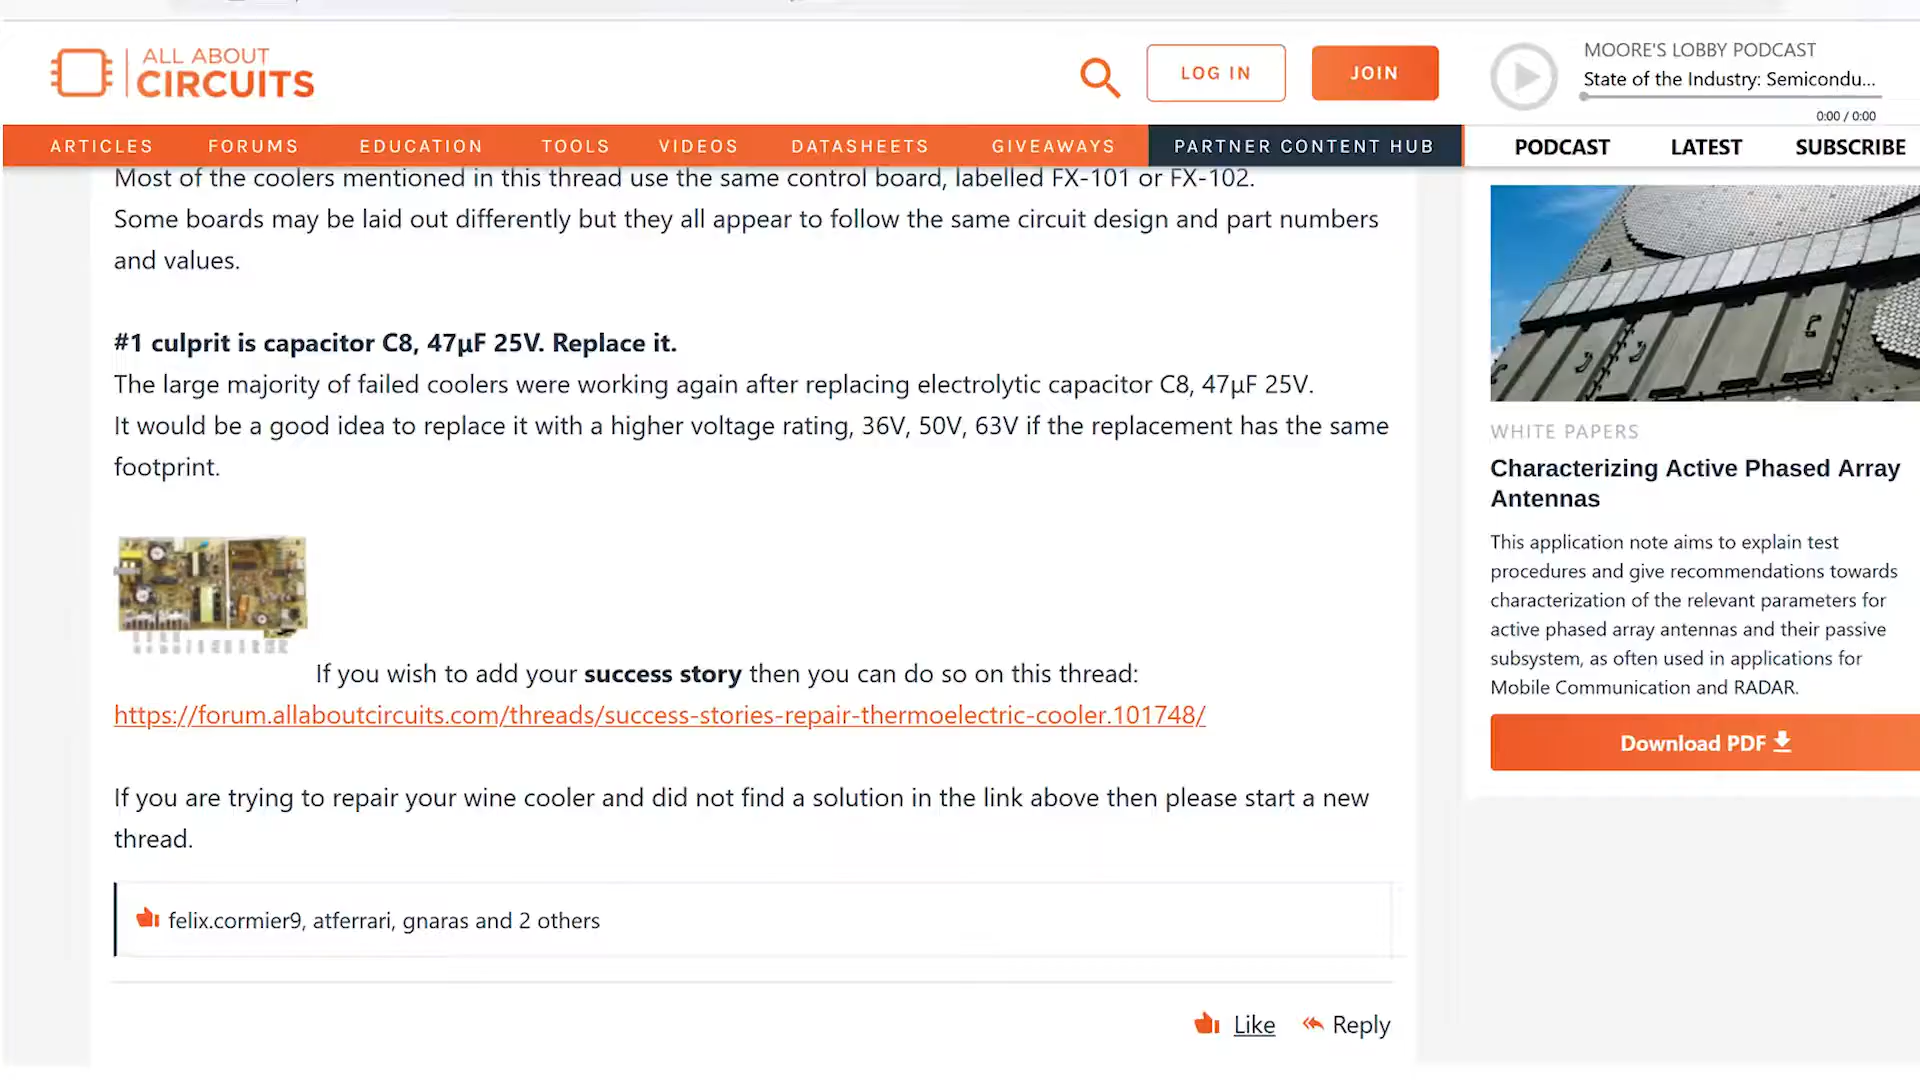 ALL ABOUT
CIRCUITS
LOG IN
JOIN
MOORE'S LOBBY PODCAST
State of the Industry: Semicondu...
0:00 / 0:00
ARTICLES FORUMS EDUCATION TOOLS VIDEOS DATASHEETS GIVEAWAYS PARTNER CONTENT HUB PODCAST LATEST SUBSCRIBE
Most of the coolers mentioned in this thread use the same control board, labelled FX-101 or FX-102.
Some boards may be laid out differently but they all appear to follow the same circuit design and part numbers
and values.
#1 culprit is capacitor C8, 47μF 25V. Replace it.
The large majority of failed coolers were working again after replacing electrolytic capacitor C8, 47μF 25V.
It would be a good idea to replace it with a higher voltage rating, 36V, 50V, 63V if the replacement has the same
footprint.
If you wish to add your success story then you can do so on this thread:
https://forum.allaboutcircuits.com/threads/success-stories-repair-thermoelectric-cooler.101748/
If you are trying to repair your wine cooler and did not find a solution in the link above then please start a new
thread.
felix.cormier9, atferrari, gnaras and 2 others
Like Reply
WHITE PAPERS
Characterizing Active Phased Array
Antennas
This application note aims to explain test
procedures and give recommendations towards
characterization of the relevant parameters for
active phased array antennas and their passive
subsystem, as often used in applications for
Mobile Communication and RADAR.
Download PDF